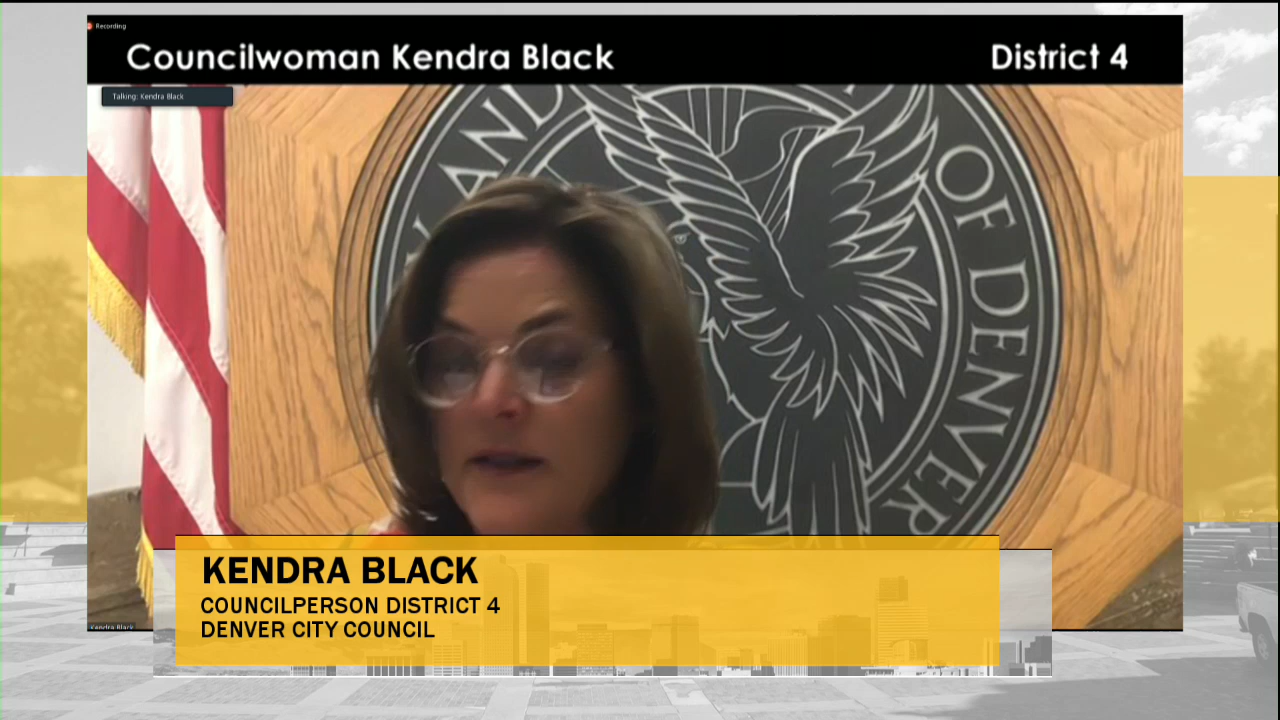 Recording
Councilwoman Kendra Black
District 4
Talking: Kendra Black
AND
OF DENVER
KENDRA BLACK
COUNCILPERSON DISTRICT 4
DENVER CITY COUNCIL
Kendra Black